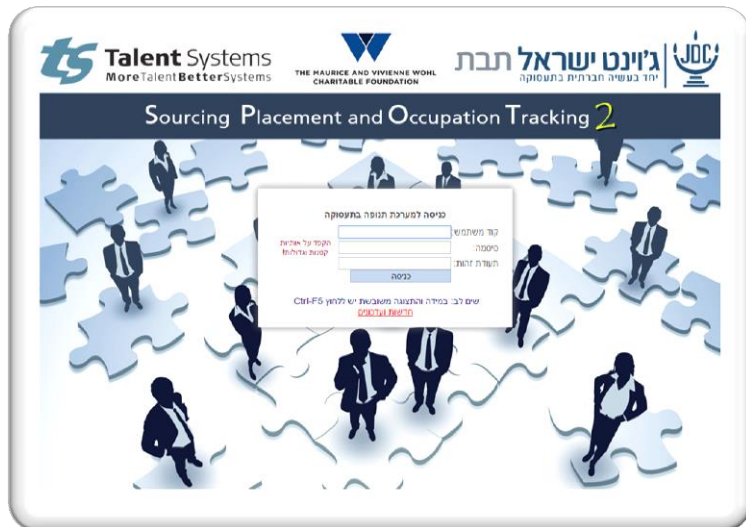 Talent Systems
MoreTalentBetterSystems
THE MAURICE AND VIVIENNE WOHL
CHARITABLE FOUNDATION
ג'וינט ישראל תבת
יחד בעשיה חברתית בתעסוקה
JDC
Sourcing Placement and Occupation Tracking 2
כניסה למערכת תנופה בתעסוקה
קוד משתמש:
סיסמה:
הקפד על אותיות
קטנות וגדולות!
תעודת זהות:
כניסה
שים לב: במידה והתצוגה משובשת יש ללחוץ Ctrl-F5
חדשות ועדכונים